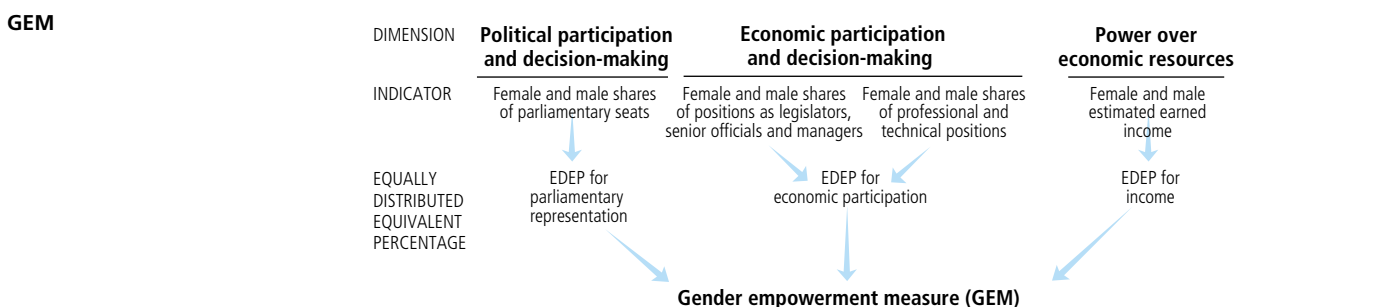 GEM
DIMENSION
Political participation
and decision-making
Economic participation
and decision-making
Power over
economic resources
INDICATOR
Female and male shares
of parliamentary seats
Female and male shares
of positions as legislators,
senior officials and managers
Female and male shares
of professional and
technical positions
Female and male
estimated earned
income
EQUALLY
DISTRIBUTED
EQUIVALENT
PERCENTAGE
EDEP for
parliamentary
representation
EDEP for
economic participation
EDEP for
income
Gender empowerment measure (GEM)